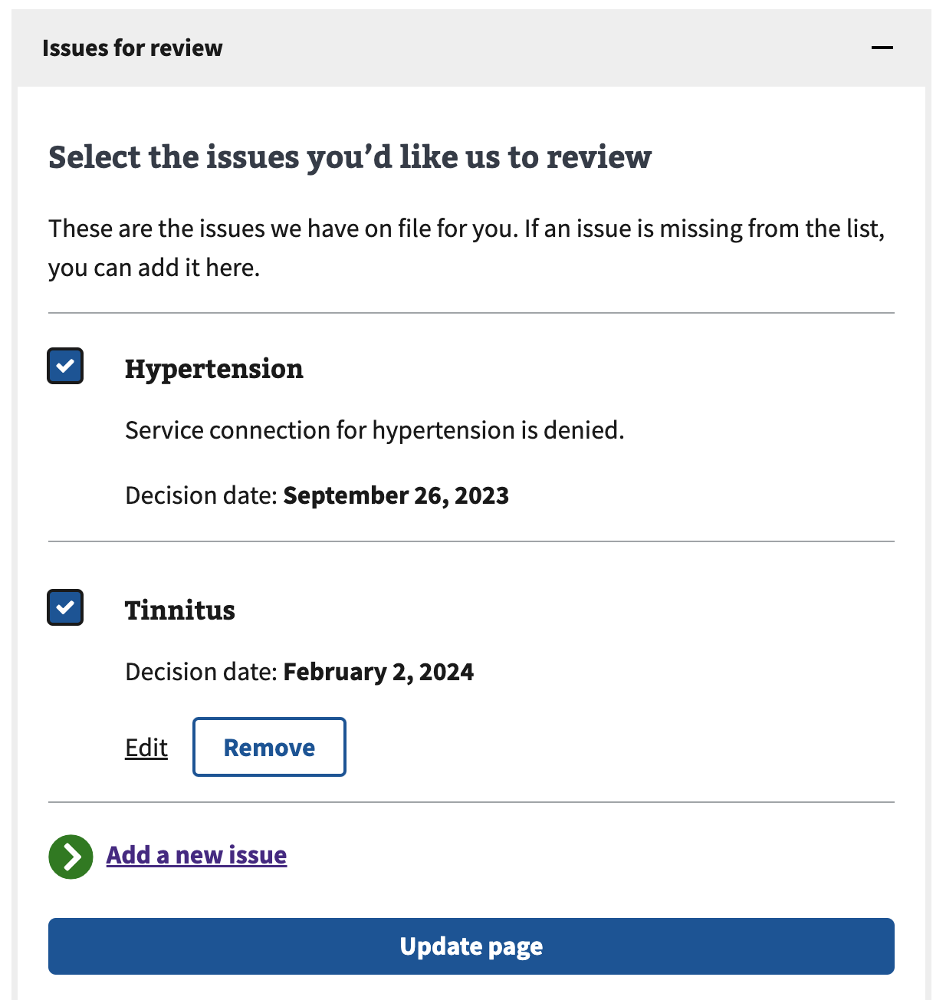 Issues for review
Select the issues you’d like us to review
These are the issues we have on file for you. If an issue is missing from the list,
you can add it here.
Hypertension
Service connection for hypertension is denied.
Decision date: September 26, 2023
Tinnitus
Decision date: February 2, 2024
Edit Remove
Add a new issue
Update page